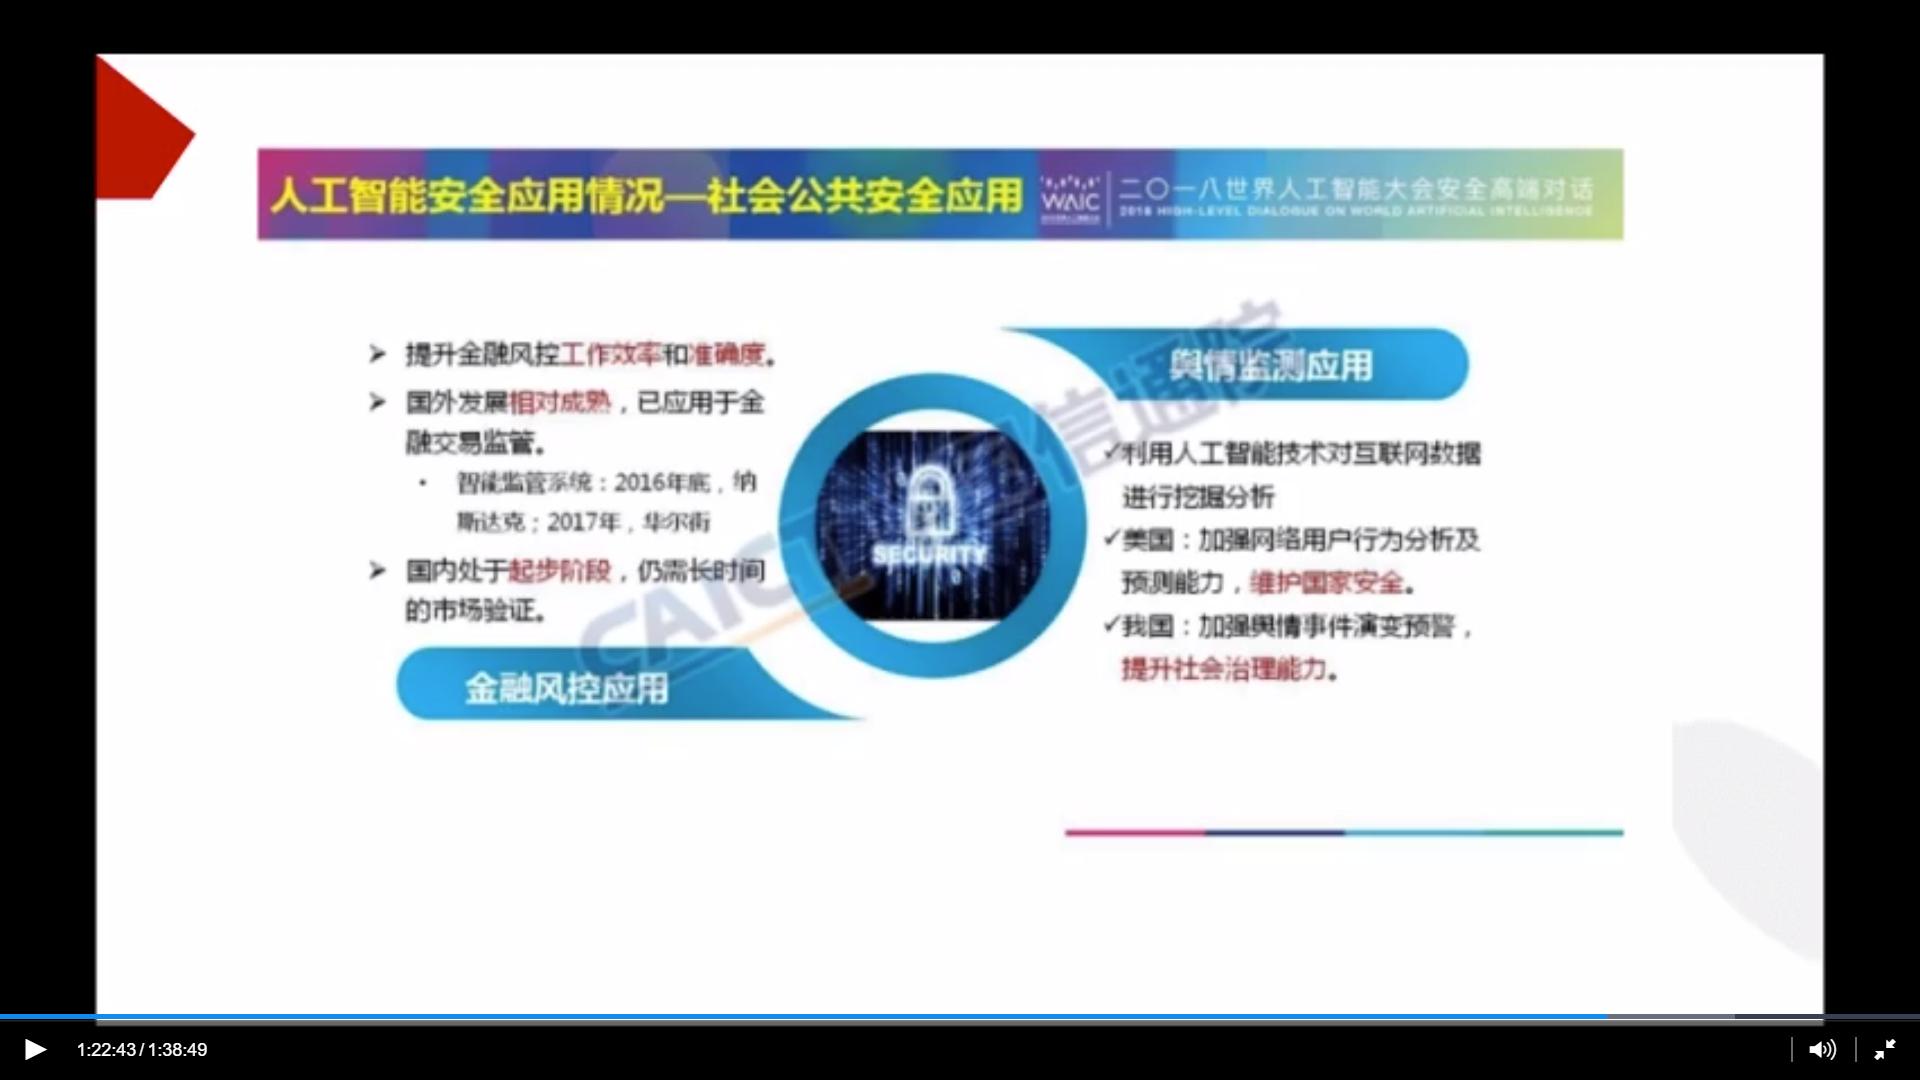 人工智能安全应用情况—社会公共安全应用
WAIC
二〇一八世界人工智能大会安全高端对话
2018 HIGH-LEVEL DIALOGUE ON WORLD ARTIFICIAL INTELLIGENCE
➤ 提升金融风控工作效率和准确度。
➤ 国外发展相对成熟，已应用于金
融交易监管。
• 智能监管系统：2016年底，纳
斯达克；2017年，华尔街
➤ 国内处于起步阶段，仍需长时间
的市场验证。
金融风控应用
SECURITY
CAICT
信通院
舆情监测应用
✓利用人工智能技术对互联网数据
进行挖掘分析
✓美国：加强网络用户行为分析及
预测能力，维护国家安全。
✓我国：加强舆情事件演变预警，
提升社会治理能力。
1:22:43/1:38:49